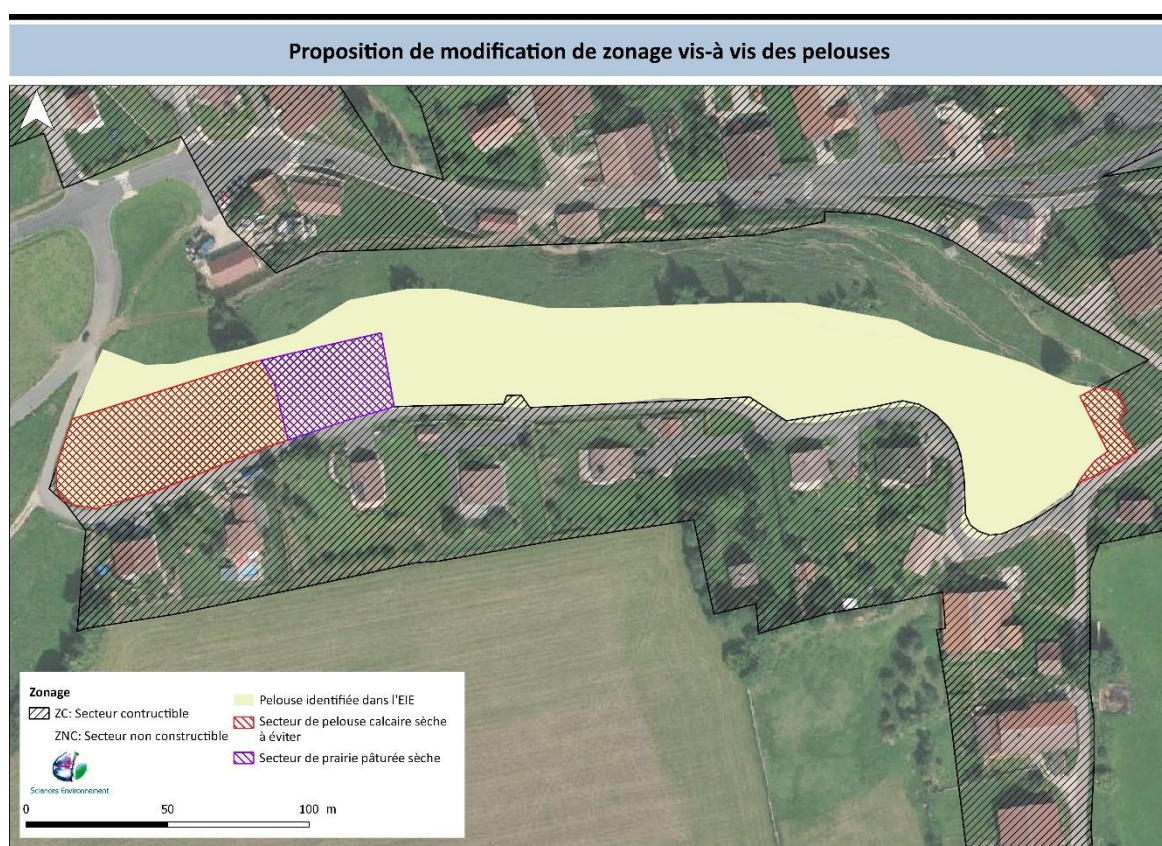 Proposition de modification de zonage vis-à vis des pelouses
Zonage
ZC: Secteur contructible
ZNC: Secteur non constructible
Pelouse identifiée dans l'EIE
Secteur de pelouse calcaire sèche
à éviter
Secteur de prairie pâturée sèche
Sciences Environnement
0 50 100 m